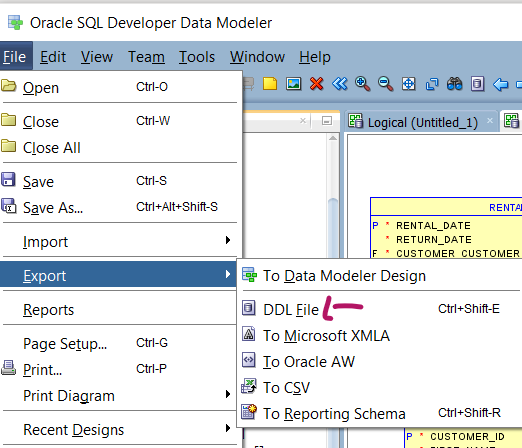 Oracle SQL Developer Data Modeler
File Edit View Team Tools Window Help
Open Ctrl-O
Close Ctrl-W
Close All
Save Ctrl-S
Save As... Ctrl+Alt+Shift-S
Import
Export
Reports
Page Setup... Ctrl-G
Print... Ctrl-P
Print Diagram
Recent Designs
To Data Modeler Design
DDL File Ctrl+Shift-E
To Microsoft XMLA
To Oracle AW
To CSV
To Reporting Schema Ctrl+Shift-R
Logical (Untitled_1)
RENTA
P * RENTAL_DATE
* RETURN_DATE
F * CUSTOMER CUSTOMER
P * CUSTOMER_ID